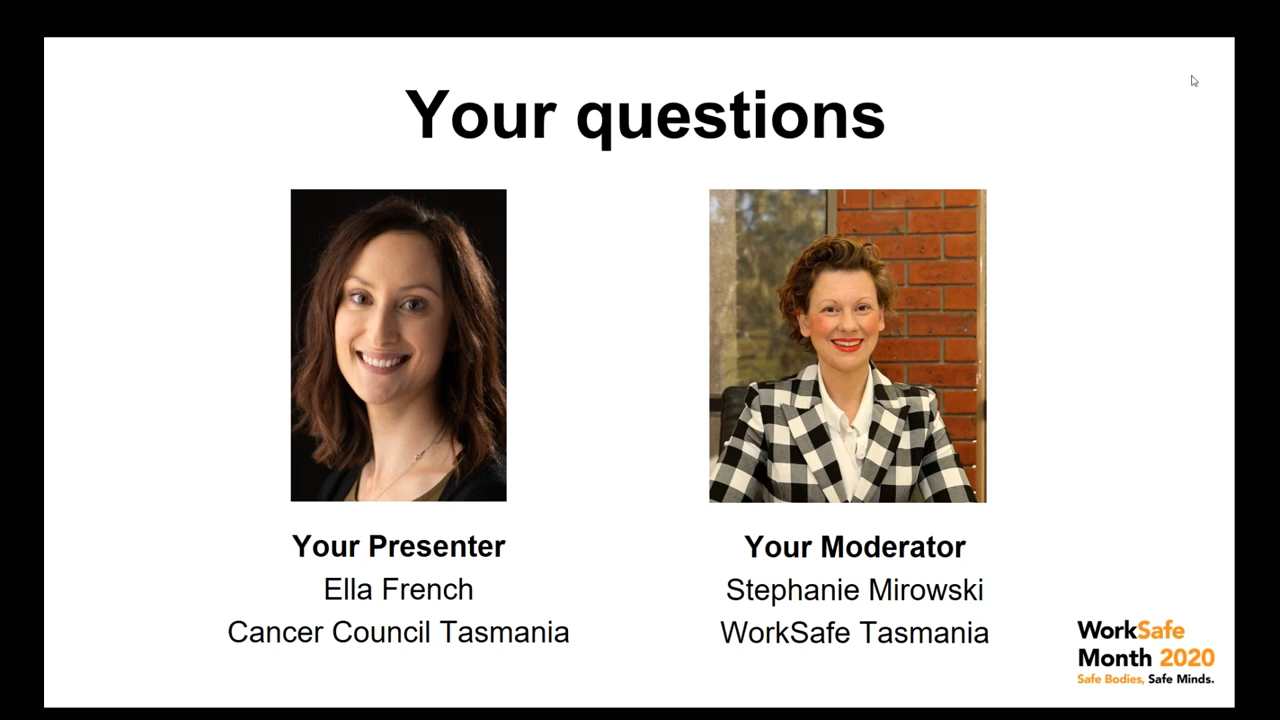 Your questions
Your Presenter
Ella French
Cancer Council Tasmania
Your Moderator
Stephanie Mirowski
WorkSafe Tasmania
WorkSafe
Month 2020
Safe Bodies, Safe Minds.